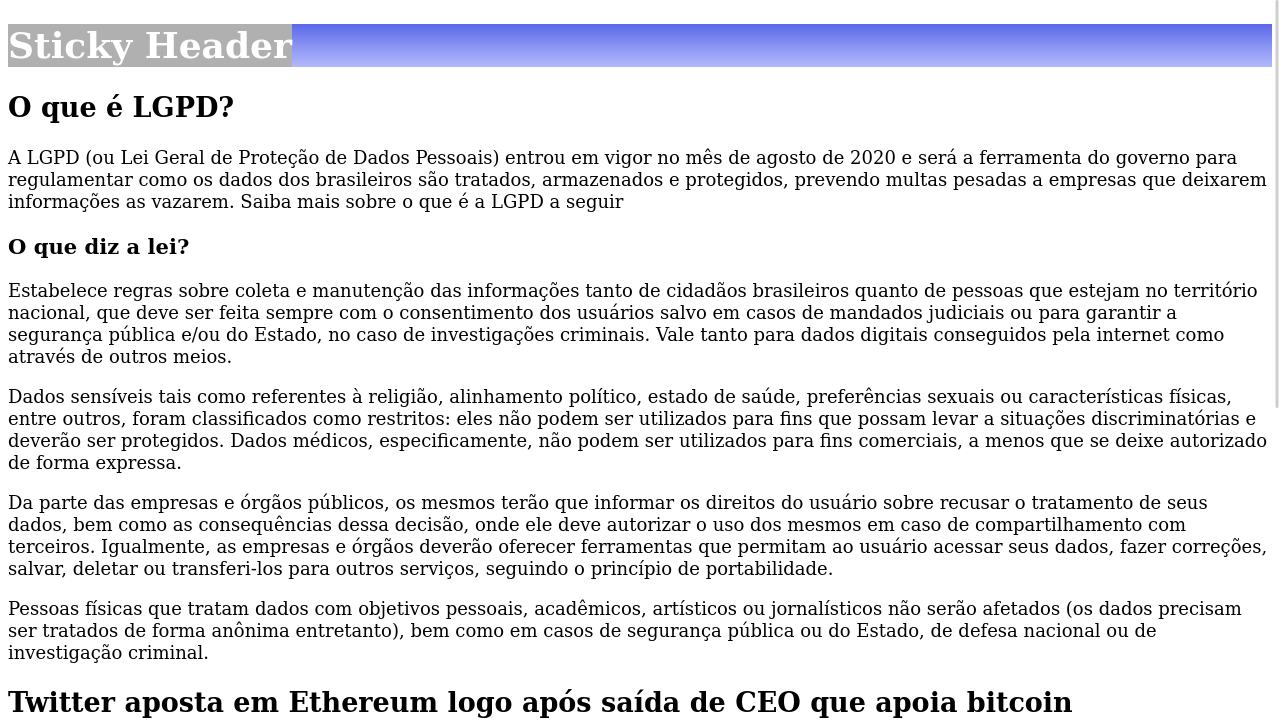 Sticky Header
O que é LGPD?
A LGPD (ou Lei Geral de Proteção de Dados Pessoais) entrou em vigor no mês de agosto de 2020 e será a ferramenta do governo para
regulamentar como os dados dos brasileiros são tratados, armazenados e protegidos, prevendo multas pesadas a empresas que deixarem
informações as vazarem. Saiba mais sobre o que é a LGPD a seguir
O que diz a lei?
Estabelece regras sobre coleta e manutenção das informações tanto de cidadãos brasileiros quanto de pessoas que estejam no território
nacional, que deve ser feita sempre com o consentimento dos usuários salvo em casos de mandados judiciais ou para garantir a
segurança pública e/ou do Estado, no caso de investigações criminais. Vale tanto para dados digitais conseguidos pela internet como
através de outros meios.
Dados sensíveis tais como referentes à religião, alinhamento político, estado de saúde, preferências sexuais ou características físicas,
entre outros, foram classificados como restritos: eles não podem ser utilizados para fins que possam levar a situações discriminatórias e
deverão ser protegidos. Dados médicos, especificamente, não podem ser utilizados para fins comerciais, a menos que se deixe autorizado
de forma expressa.
Da parte das empresas e órgãos públicos, os mesmos terão que informar os direitos do usuário sobre recusar o tratamento de seus
dados, bem como as consequências dessa decisão, onde ele deve autorizar o uso dos mesmos em caso de compartilhamento com
terceiros. Igualmente, as empresas e órgãos deverão oferecer ferramentas que permitam ao usuário acessar seus dados, fazer correções,
salvar, deletar ou transferi-los para outros serviços, seguindo o princípio de portabilidade.
Pessoas físicas que tratam dados com objetivos pessoais, acadêmicos, artísticos ou jornalísticos não serão afetados (os dados precisam
ser tratados de forma anônima entretanto), bem como em casos de segurança pública ou do Estado, de defesa nacional ou de
investigação criminal.
Twitter aposta em Ethereum logo após saída de CEO que apoia bitcoin